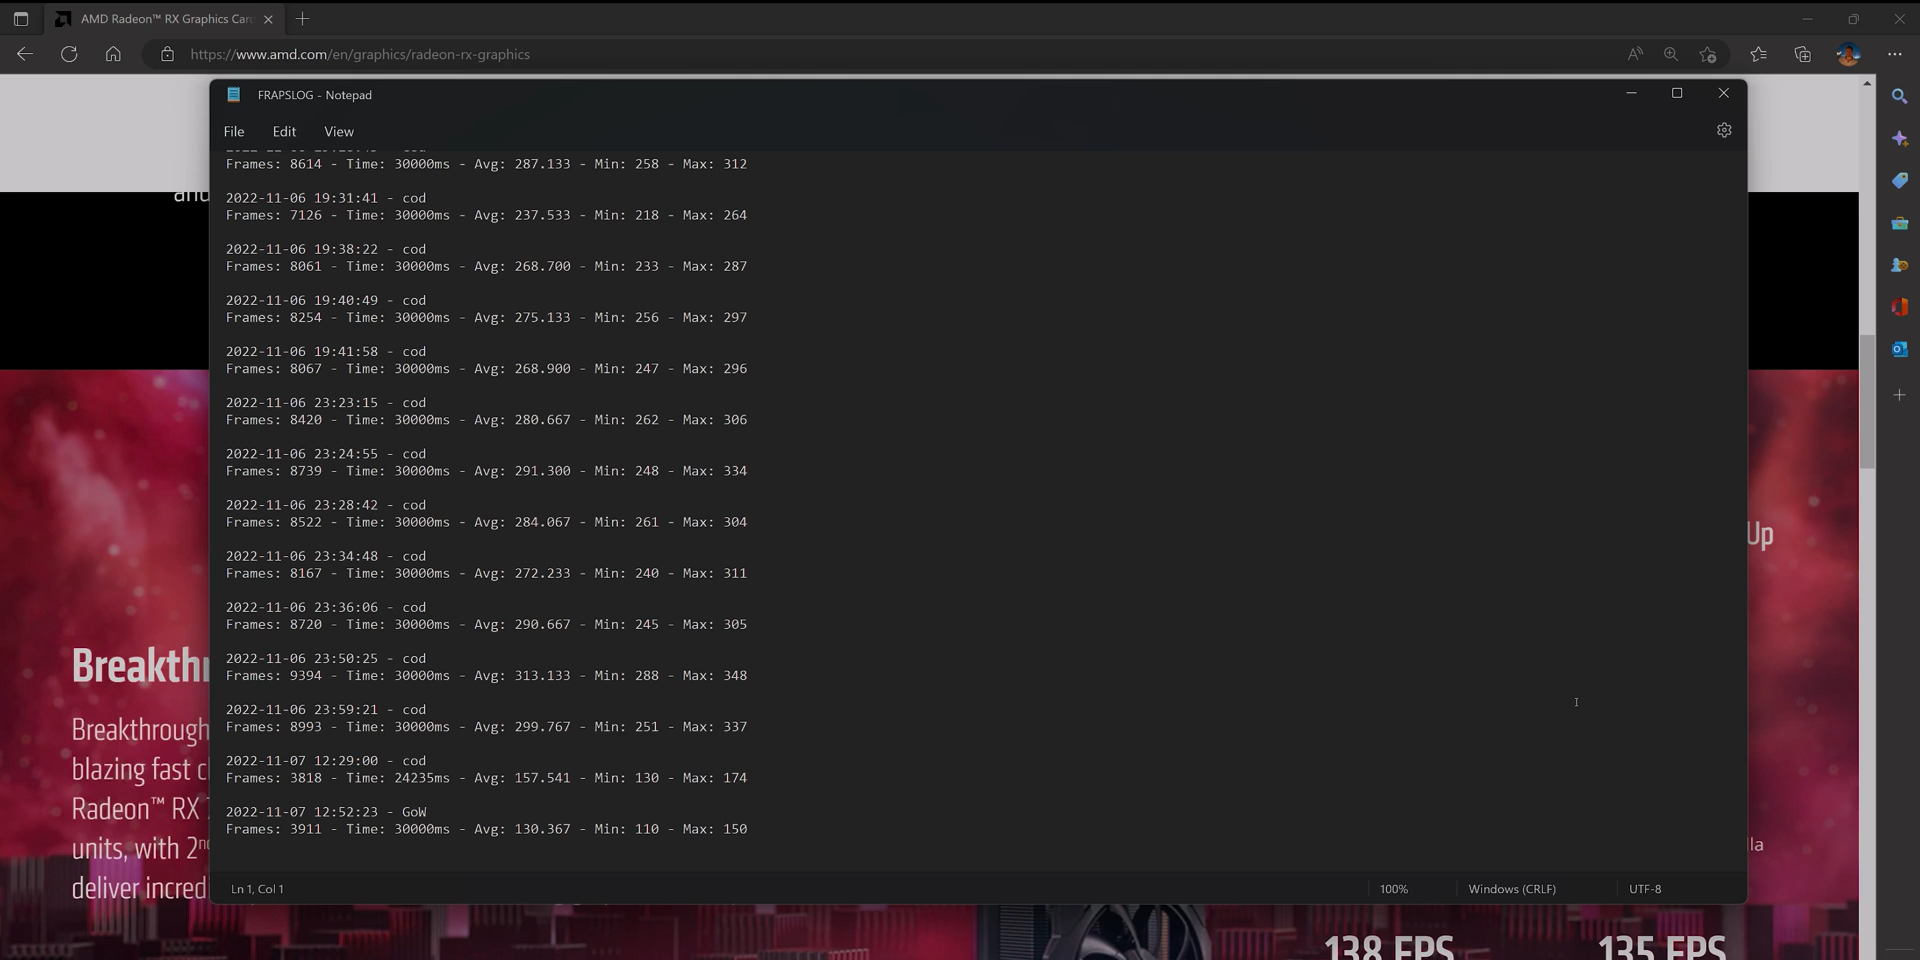 AMD Radeon™ RX Graphics Car
https://www.amd.com/en/graphics/radeon-rx-graphics
FRAPSLOG - Notepad
File Edit View
Frames: 8614 - Time: 30000ms - Avg: 287.133 - Min: 258 - Max: 312
2022-11-06 19:31:41 - cod
Frames: 7126 - Time: 30000ms - Avg: 237.533 - Min: 218 - Max: 264
2022-11-06 19:38:22 - cod
Frames: 8061 - Time: 30000ms - Avg: 268.700 - Min: 233 - Max: 287
2022-11-06 19:40:49 - cod
Frames: 8254 - Time: 30000ms - Avg: 275.133 - Min: 256 - Max: 297
2022-11-06 19:41:58 - cod
Frames: 8067 - Time: 30000ms - Avg: 268.900 - Min: 247 - Max: 296
2022-11-06 23:23:15 - cod
Frames: 8420 - Time: 30000ms - Avg: 280.667 - Min: 262 - Max: 306
2022-11-06 23:24:55 - cod
Frames: 8739 - Time: 30000ms - Avg: 291.300 - Min: 248 - Max: 334
2022-11-06 23:28:42 - cod
Frames: 8522 - Time: 30000ms - Avg: 284.067 - Min: 261 - Max: 304
2022-11-06 23:34:48 - cod
Frames: 8167 - Time: 30000ms - Avg: 272.233 - Min: 240 - Max: 311
2022-11-06 23:36:06 - cod
Frames: 8720 - Time: 30000ms - Avg: 290.667 - Min: 245 - Max: 305
2022-11-06 23:50:25 - cod
Frames: 9394 - Time: 30000ms - Avg: 313.133 - Min: 288 - Max: 348
2022-11-06 23:59:21 - cod
Frames: 8993 - Time: 30000ms - Avg: 299.767 - Min: 251 - Max: 337
2022-11-07 12:29:00 - cod
Frames: 3818 - Time: 24235ms - Avg: 157.541 - Min: 130 - Max: 174
2022-11-07 12:52:23 - GoW
Frames: 3911 - Time: 30000ms - Avg: 130.367 - Min: 110 - Max: 150
Ln 1, Col 1 100% Windows (CRLF) UTF-8
and
Up
Breakthr
Breakthrough
blazing fast c
Radeon™ RX 7
units, with 2nd
deliver incredi
lla
138 FPS 135 FPS